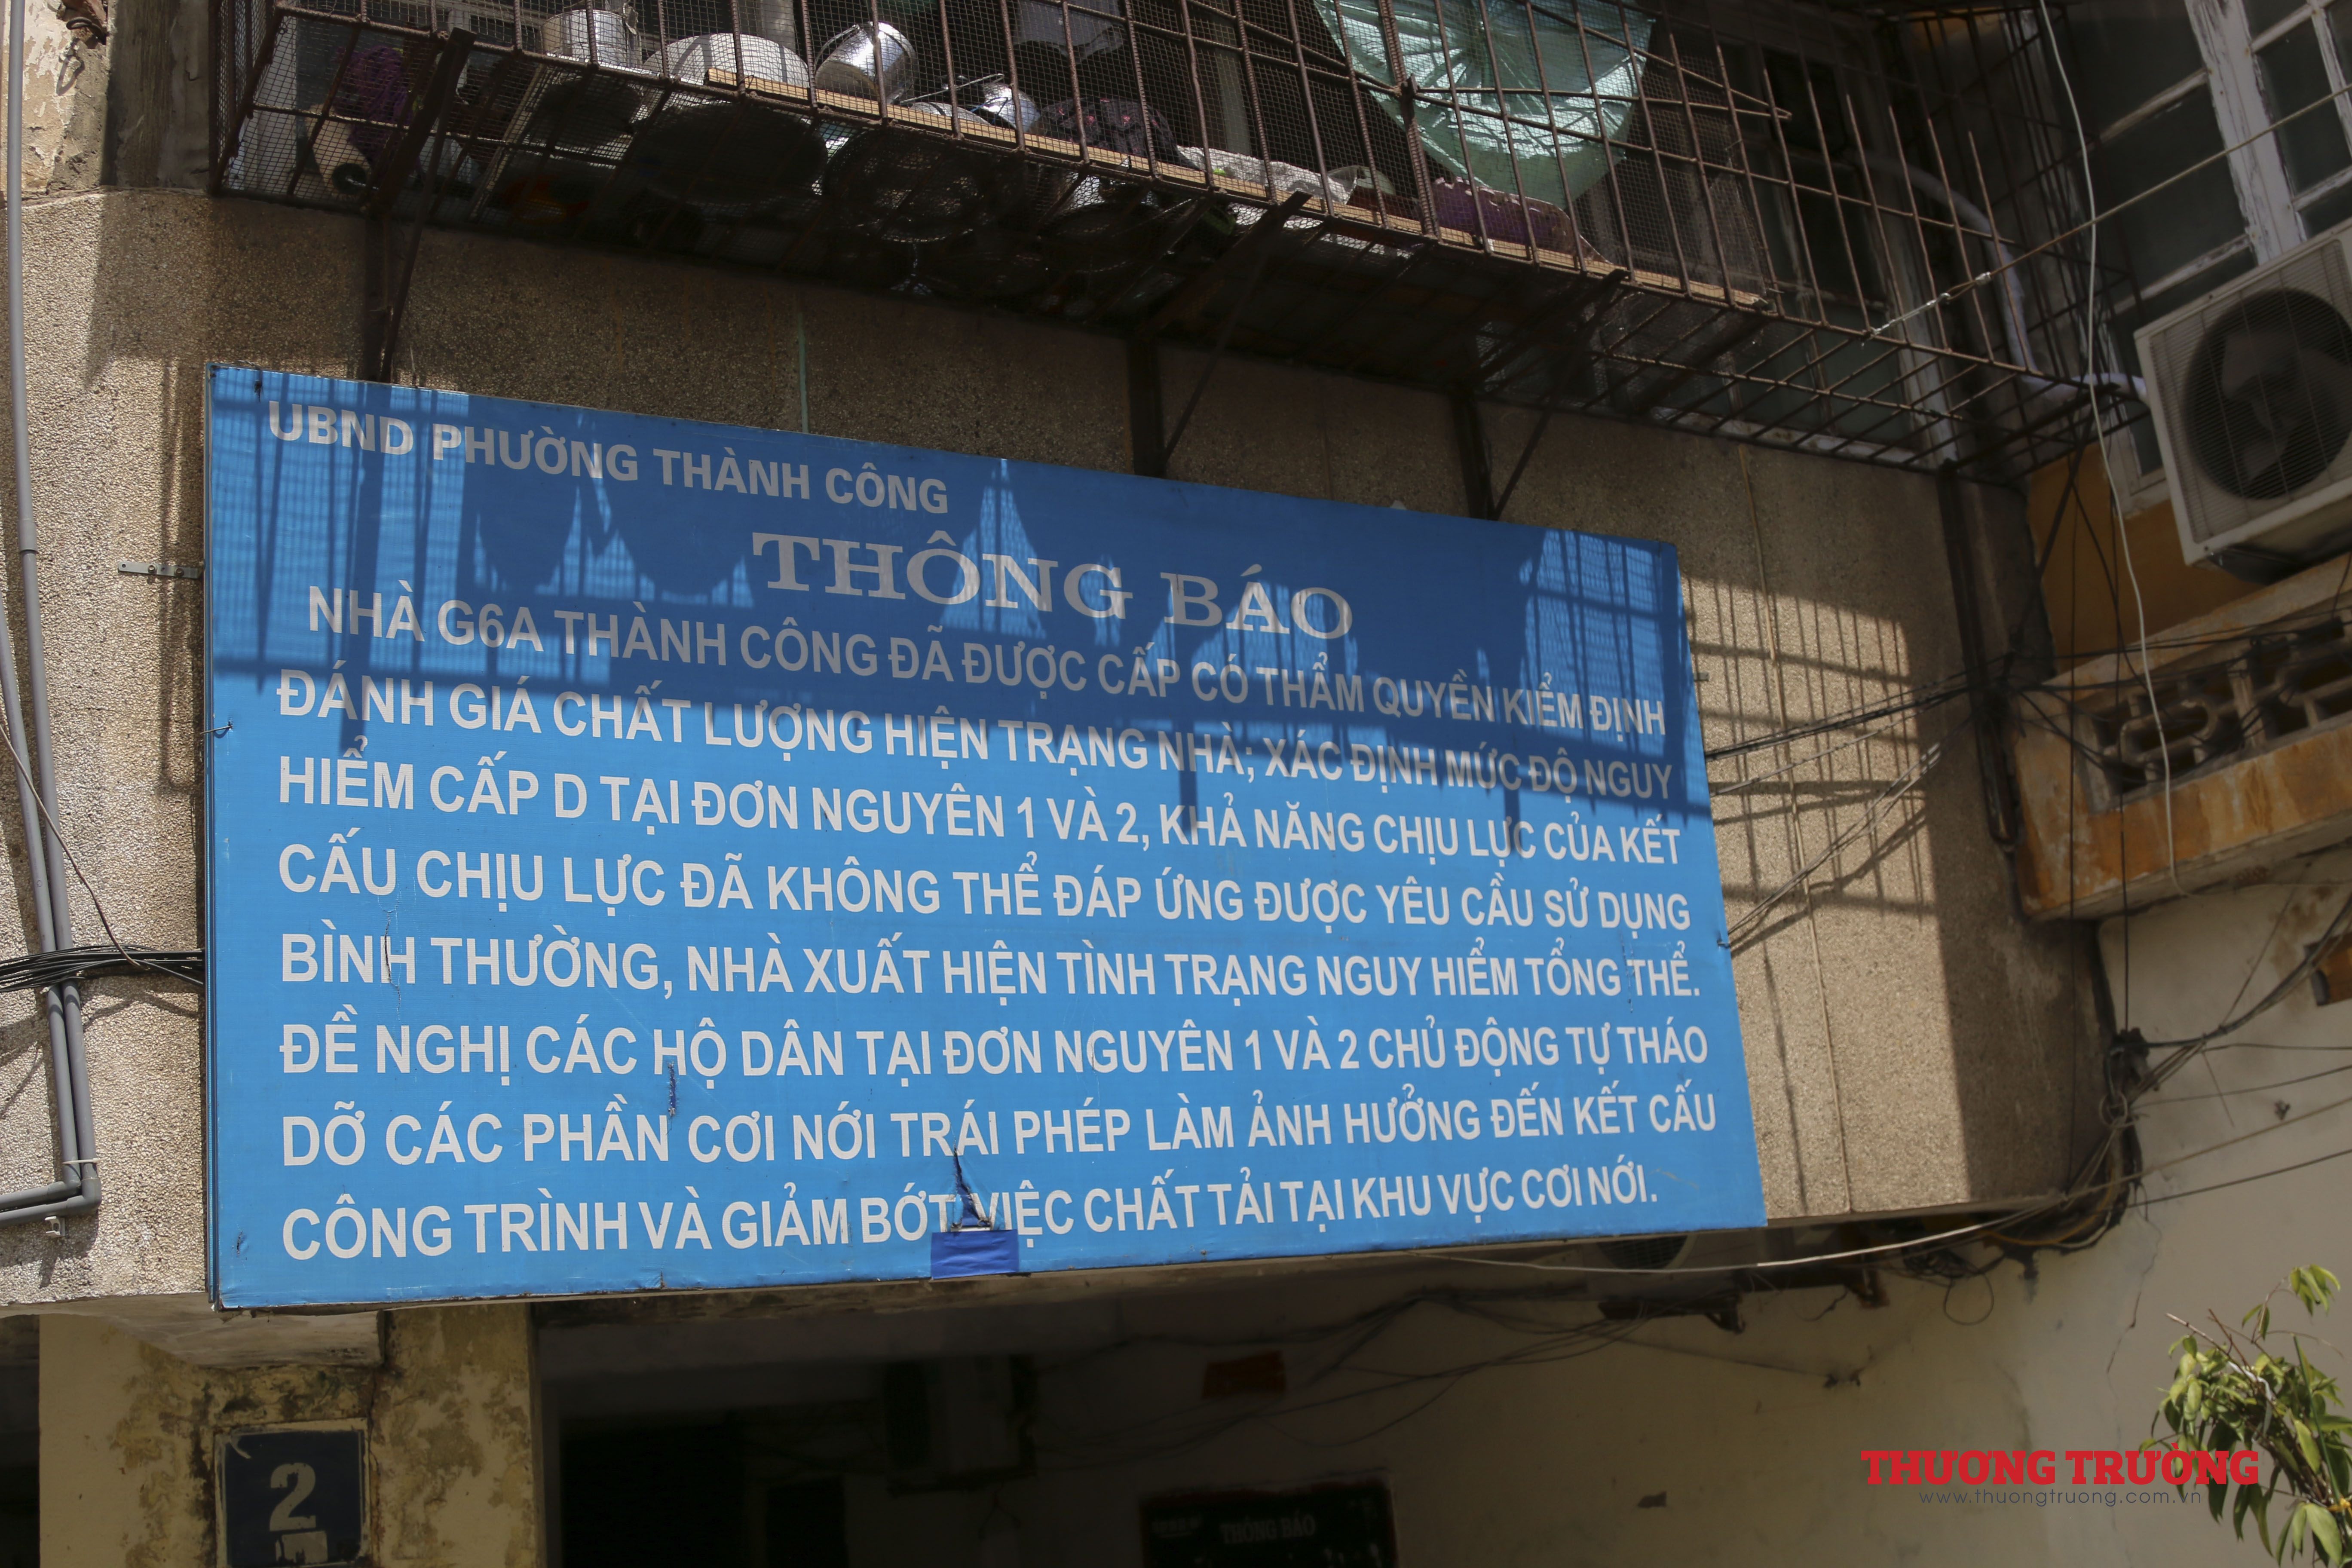 UBND PHƯỜNG THÀNH CÔNG
THÔNG BÁO
NHÀ G6A THÀNH CÔNG ĐÃ ĐƯỢC CẤP CÓ THẨM QUYỀN KIỂM ĐỊNH
ĐÁNH GIÁ CHẤT LƯỢNG HIỆN TRẠNG NHÀ; XÁC ĐỊNH MỨC ĐỘ NGUY
HIỂM CẤP D TẠI ĐƠN NGUYÊN 1 VÀ 2, KHẢ NĂNG CHỊU LỰC CỦA KẾT
CẤU CHỊU LỰC ĐÃ KHÔNG THỂ ĐÁP ỨNG ĐƯỢC YÊU CẦU SỬ DỤNG
BÌNH THƯỜNG, NHÀ XUẤT HIỆN TÌNH TRẠNG NGUY HIỂM TỔNG THỂ.
ĐỀ NGHỊ CÁC HỘ DÂN TẠI ĐƠN NGUYÊN 1 VÀ 2 CHỦ ĐỘNG TỰ THÁO
DỠ CÁC PHẦN CƠI NỚI TRÁI PHÉP LÀM ẢNH HƯỞNG ĐẾN KẾT CẤU
CÔNG TRÌNH VÀ GIẢM BỚT VIỆC CHẤT TẢI TẠI KHU VỰC CƠI NỚI.
2
THÔNG BÁO
THƯƠNG TRƯỜNG
www.thuongtruong.com.vn